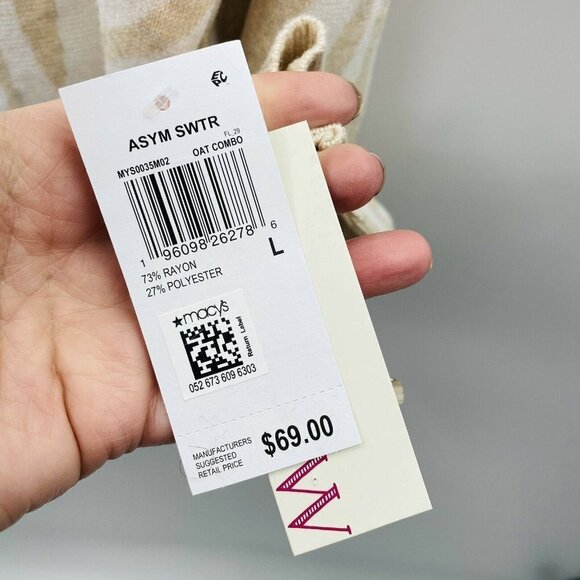 ASYM SWTR
FL 29
MYS0035M02 OAT COMBO
1 96098 26278 6
L
73% RAYON
27% POLYESTER
★macy's
Return Label
052 673 609 6303
MANUFACTURERS
SUGGESTED
RETAIL PRICE
$69.00